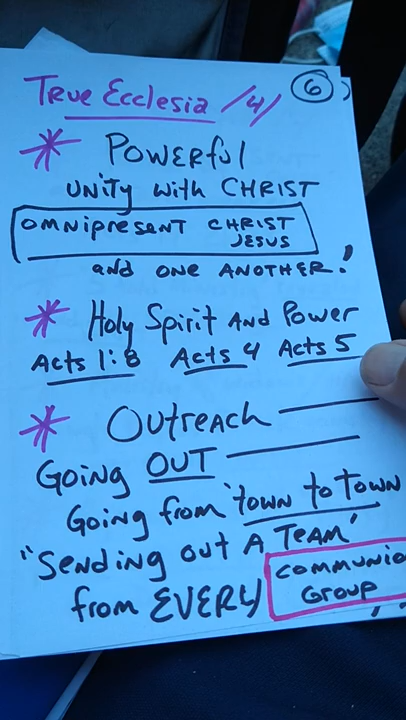 True Ecclesia /4/ 6
* Powerful
unity with CHRIST
OMNIPRESENT CHRIST
JESUS
and ONE ANOTHER!
* Holy Spirit AND Power
Acts 1:8 Acts 4 Acts 5
* Outreach
Going OUT
Going from 'town to town
"Sending out A TEAM'
from EVERY
COMMUNIO
Group